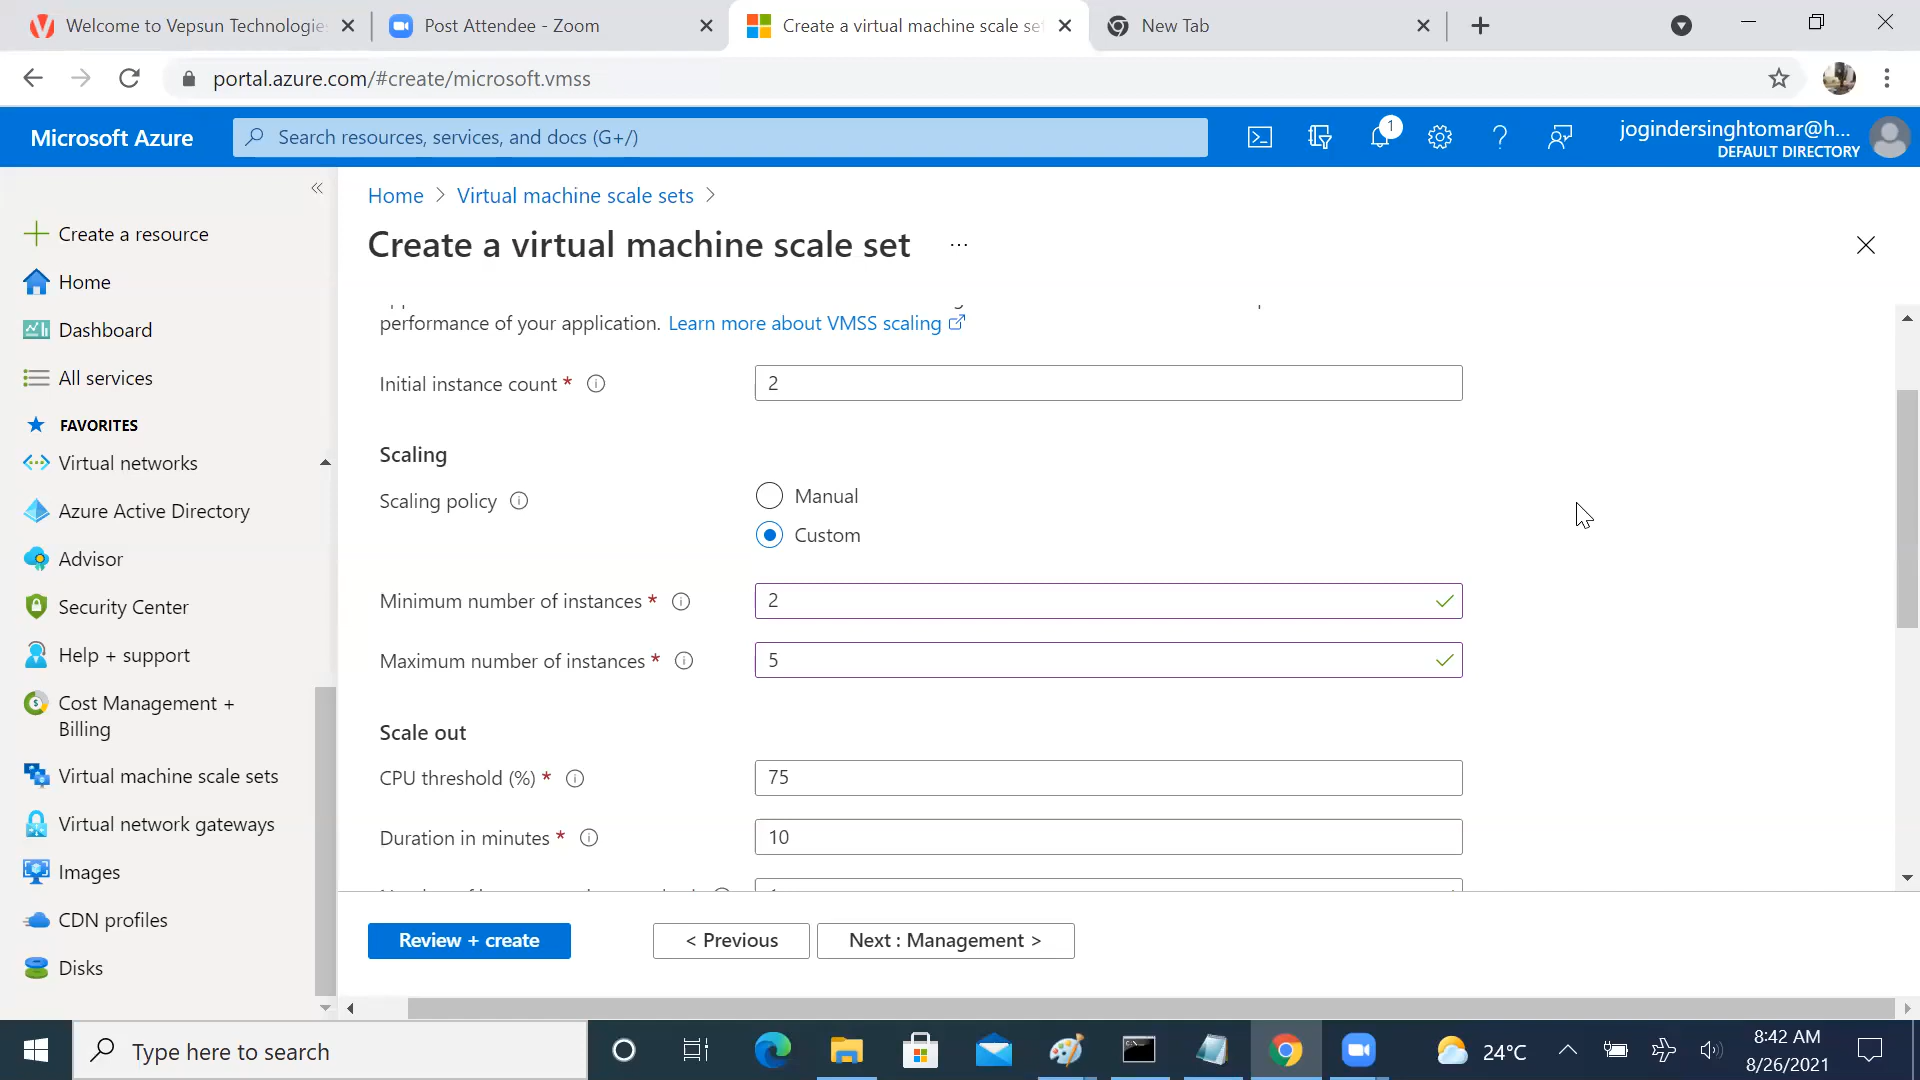 Welcome to Vepsun Technologies
Post Attendee - Zoom
Create a virtual machine scale se
New Tab
portal.azure.com/#create/microsoft.vmss
Microsoft Azure
Search resources, services, and docs (G+/)
1
jogindersinghtomar@h...
DEFAULT DIRECTORY
Create a resource
Home
Dashboard
All services
FAVORITES
Virtual networks
Azure Active Directory
Advisor
Security Center
Help + support
Cost Management +
Billing
Virtual machine scale sets
Virtual network gateways
Images
CDN profiles
Disks
Home > Virtual machine scale sets >
Create a virtual machine scale set ...
performance of your application. Learn more about VMSS scaling
Initial instance count * 2
Scaling
Scaling policy
Manual
Custom
Minimum number of instances * 2
Maximum number of instances * 5
Scale out
CPU threshold (%) * 75
Duration in minutes * 10
Review + create
< Previous
Next : Management >
Type here to search
24°C
8:42 AM
8/26/2021